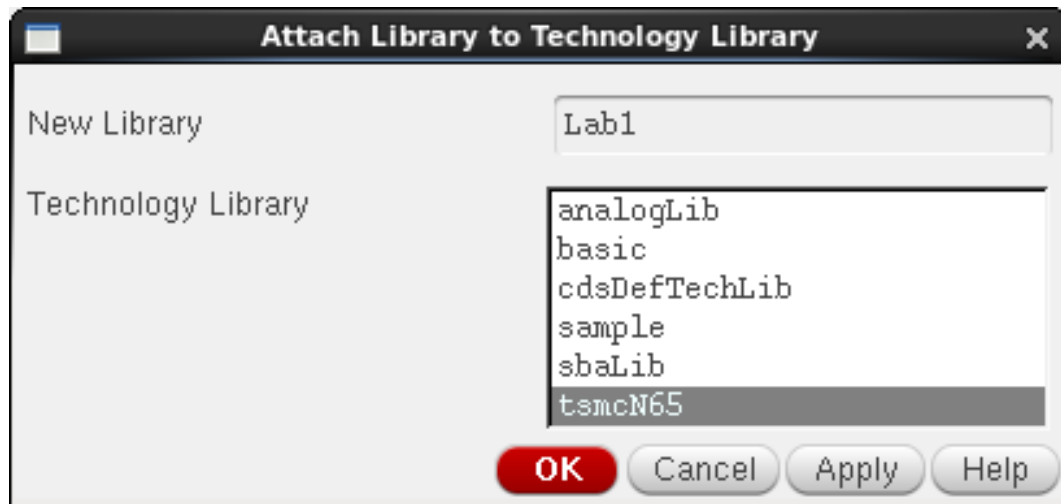 Attach Library to Technology Library
New Library
Lab1
Technology Library
analogLib
basic
cdsDefTechLib
sample
sbaLib
tsmcN65
OK Cancel Apply Help